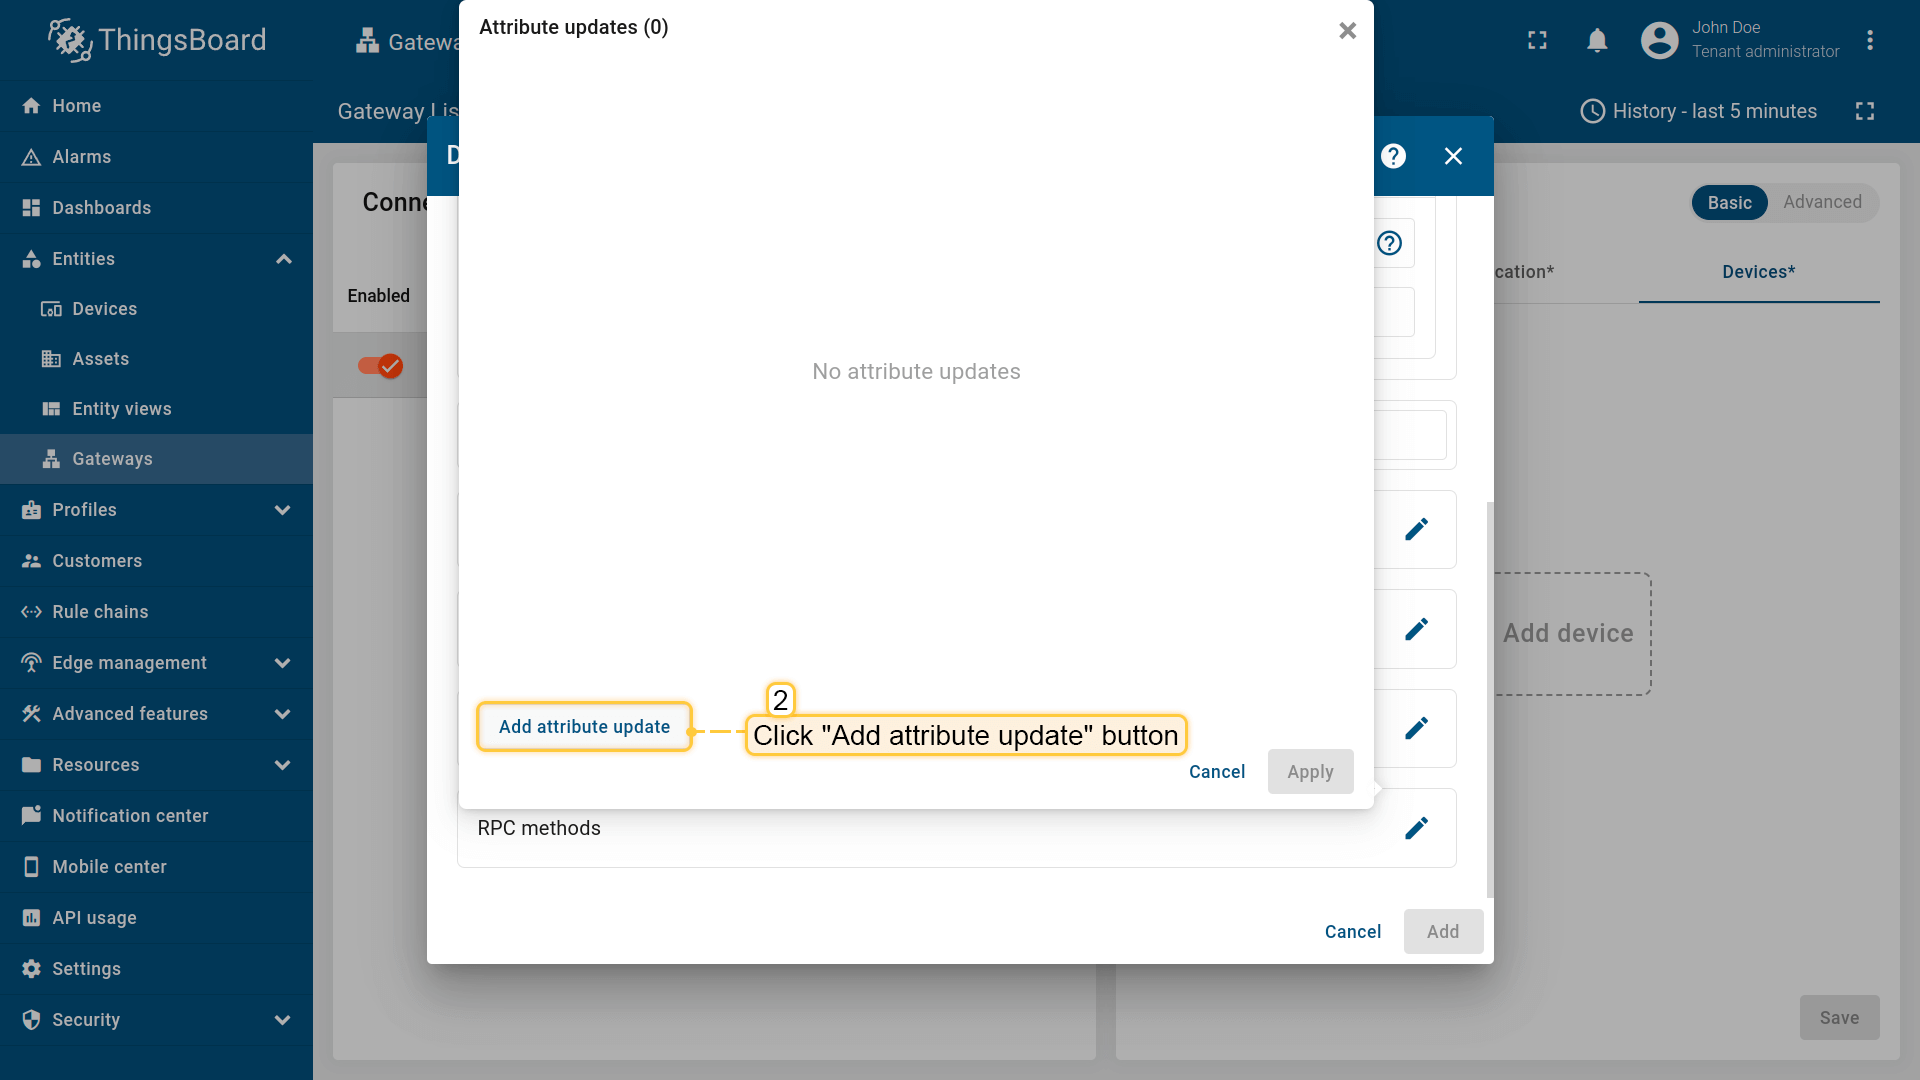 ThingsBoard
Home
Alarms
Dashboards
Entities
Devices
Assets
Entity views
Gateways
Profiles
Customers
Rule chains
Edge management
Advanced features
Resources
Notification center
Mobile center
API usage
Settings
Security
John Doe
Tenant administrator
Gateway Lis
History - last 5 minutes
Enabled
Basic
Advanced
cation*
Devices*
Add device
Save
Attribute updates (0)
No attribute updates
Add attribute update
2
Click "Add attribute update" button
Cancel
Apply
RPC methods
Cancel
Add